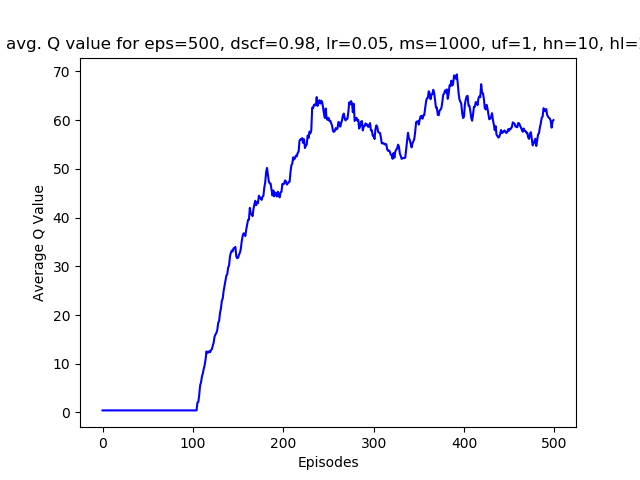 avg. Q value for eps=500, dscf=0.98, lr=0.05, ms=1000, uf=1, hn=10, hl=
70
60
50
40
30
20
10
0
Average Q Value
0 100 200 300 400 500
Episodes